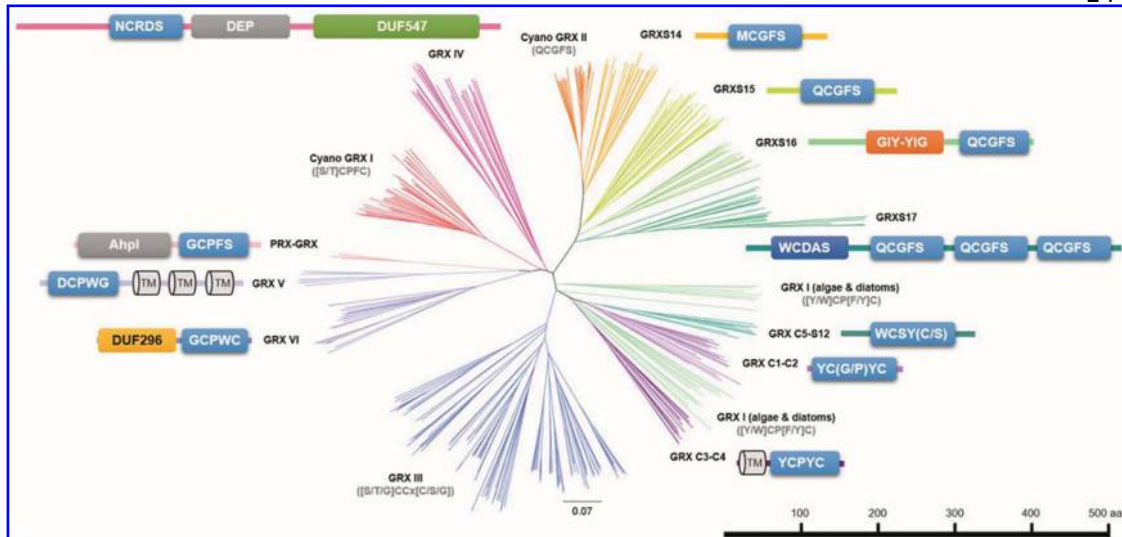 NCRDS DEP DUF547
GRX IV
Cyano GRX II
(QCGFS)
GRXS14
MCGFS
GRXS15
QCGFS
GRXS16
GIY-YIG QCGFS
GRXS17
WCDAS QCGFS QCGFS QCGFS
Cyano GRX I
([S/T]CPFC)
AhpI GCPFS PRX-GRX
DCPWG TM TM TM GRX V
DUF296 GCPWC GRX VI
GRX I (algae & diatoms)
([Y/W]CP[F/Y]C)
GRX C5-S12 WCSY(C/S)
GRX C1-C2 YC(G/P)YC
GRX I (algae & diatoms)
([Y/W]CP[F/Y]C)
GRX C3-C4 TM YCPYC
GRX III
([S/T/G]CCx[C/S/G])
0.07
100 200 300 400 500 aa